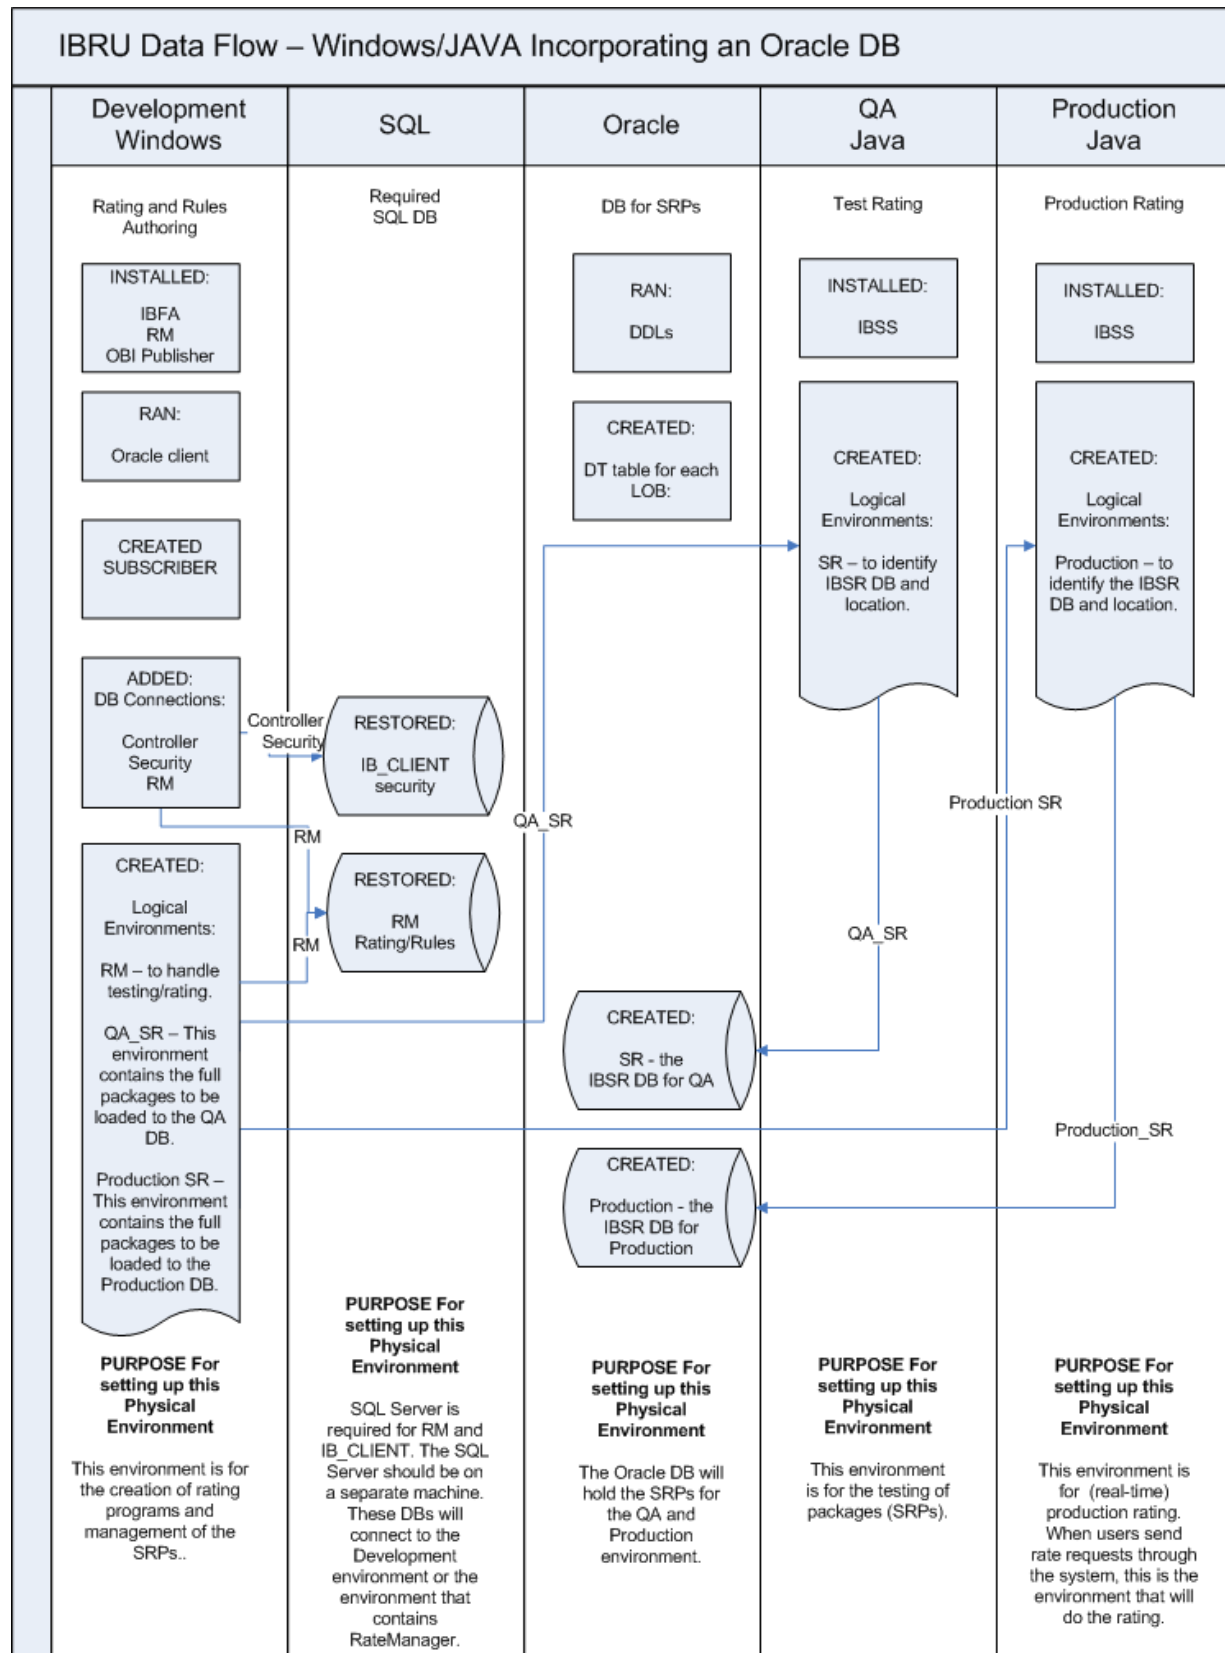 IBRU Data Flow – Windows/JAVA Incorporating an Oracle DB
Development
Windows
SQL
Oracle
QA
Java
Production
Java
Rating and Rules
Authoring
INSTALLED:
IBFA
RM
OBI Publisher
RAN:
Oracle client
CREATED
SUBSCRIBER
ADDED:
DB Connections:
Controller
Security
RM
Controller
Security
RM
CREATED:
Logical
Environments:
RM – to handle
testing/rating.
QA_SR – This
environment
contains the full
packages to be
loaded to the QA
DB.
Production SR –
This environment
contains the full
packages to be
loaded to the
Production DB.
RM
PURPOSE For
setting up this
Physical
Environment
This environment is for
the creation of rating
programs and
management of the
SRPs..
Required
SQL DB
RESTORED:
IB_CLIENT
security
RESTORED:
RM
Rating/Rules
PURPOSE For
setting up this
Physical
Environment
SQL Server is
required for RM and
IB_CLIENT. The SQL
Server should be on
a separate machine.
These DBs will
connect to the
Development
environment or the
environment that
contains
RateManager.
DB for SRPs
RAN:
DDLs
CREATED:
DT table for each
LOB:
QA_SR
CREATED:
SR - the
IBSR DB for QA
CREATED:
Production - the
IBSR DB for
Production
PURPOSE For
setting up this
Physical
Environment
The Oracle DB will
hold the SRPs for
the QA and
Production
environment.
Test Rating
INSTALLED:
IBSS
CREATED:
Logical
Environments:
SR – to identify
IBSR DB and
location.
QA_SR
PURPOSE For
setting up this
Physical
Environment
This environment
is for the testing of
packages (SRPs).
Production Rating
INSTALLED:
IBSS
CREATED:
Logical
Environments:
Production – to
identify the IBSR
DB and location.
Production SR
Production_SR
PURPOSE For
setting up this
Physical
Environment
This environment is
for (real-time)
production rating.
When users send
rate requests through
the system, this is the
environment that will
do the rating.